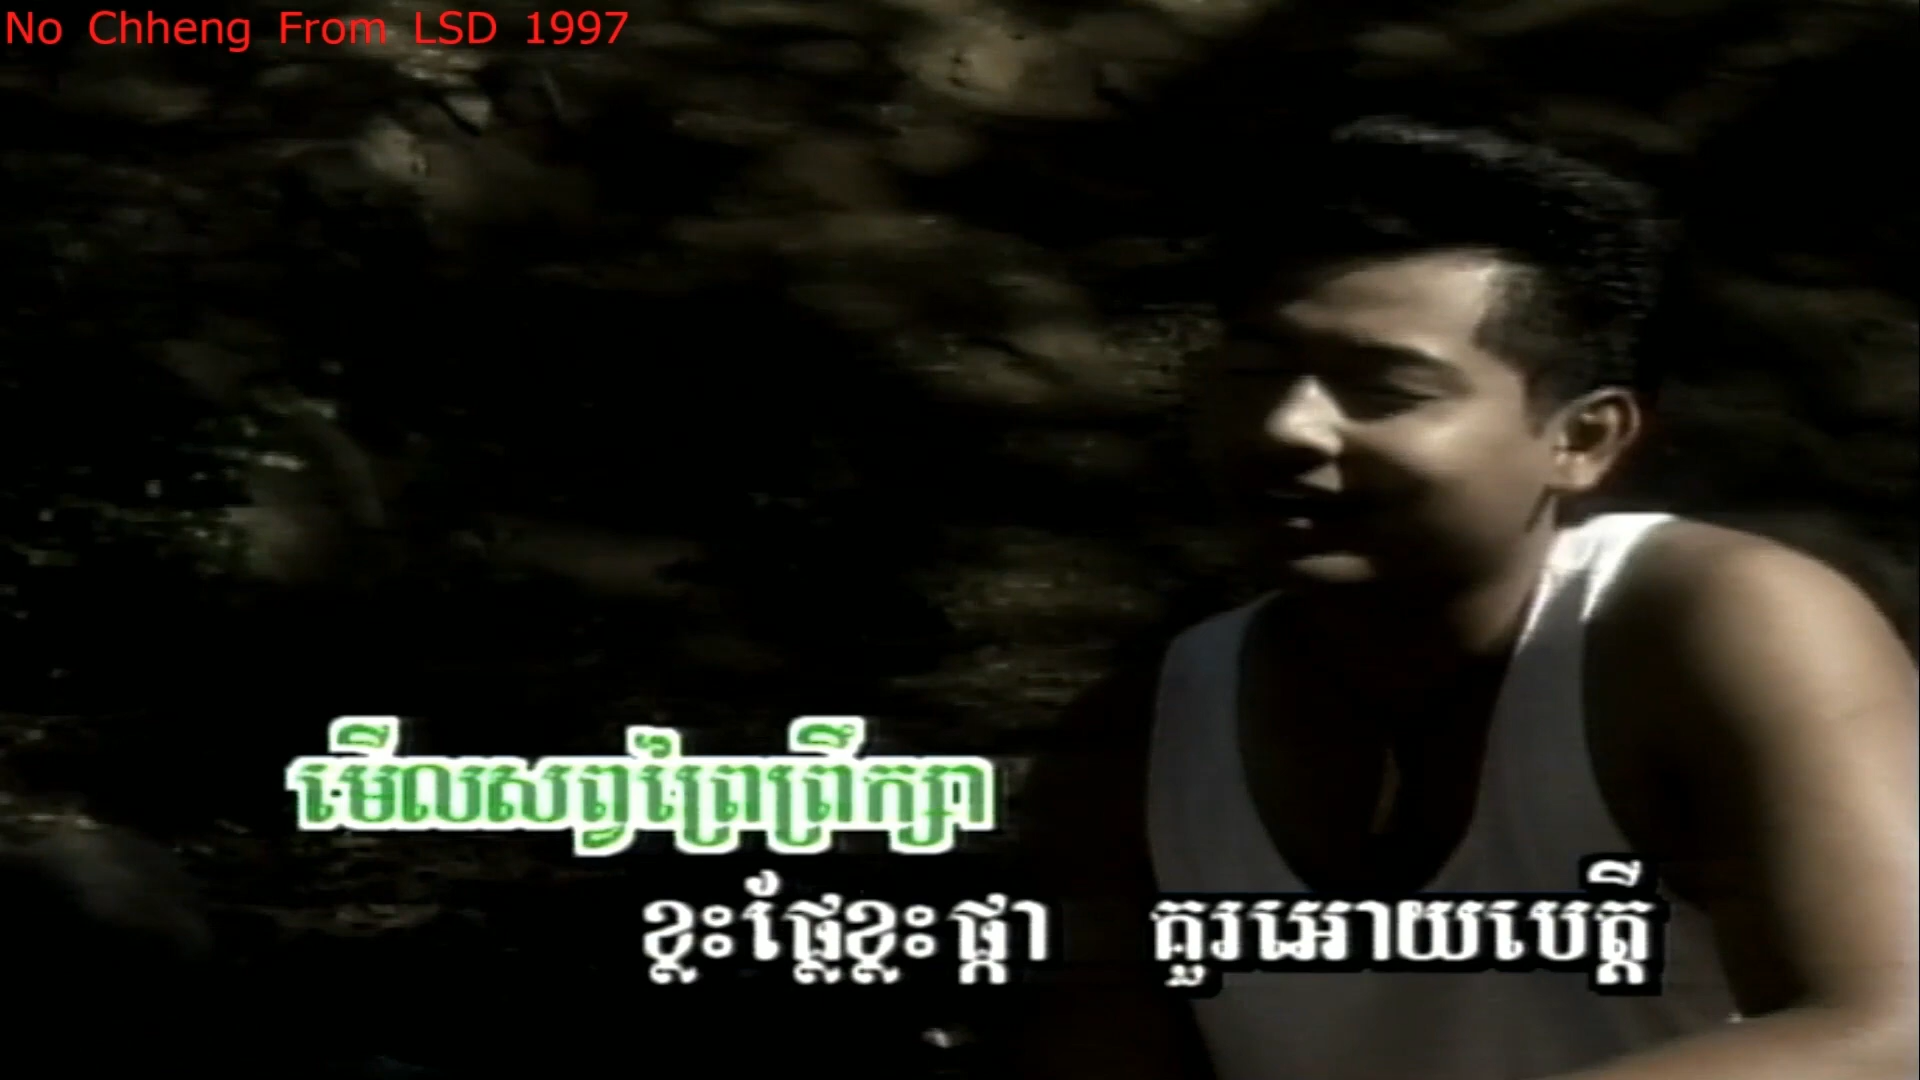 No Chheng From LSD 1997
មើលសព្វព្រៃព្រឹក្សា
ខ្លះផ្លែខ្លះផ្កា គួរអោយបេត្តី